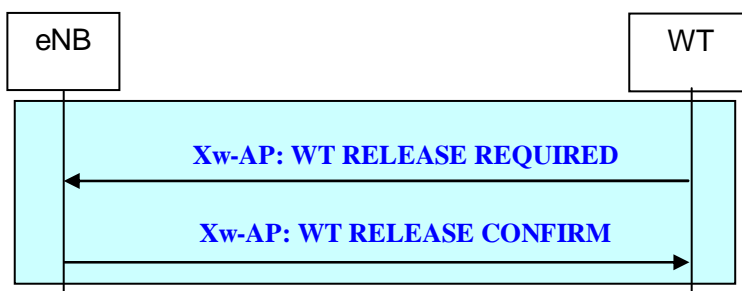 eNB
WT
Xw-AP: WT RELEASE REQUIRED
Xw-AP: WT RELEASE CONFIRM